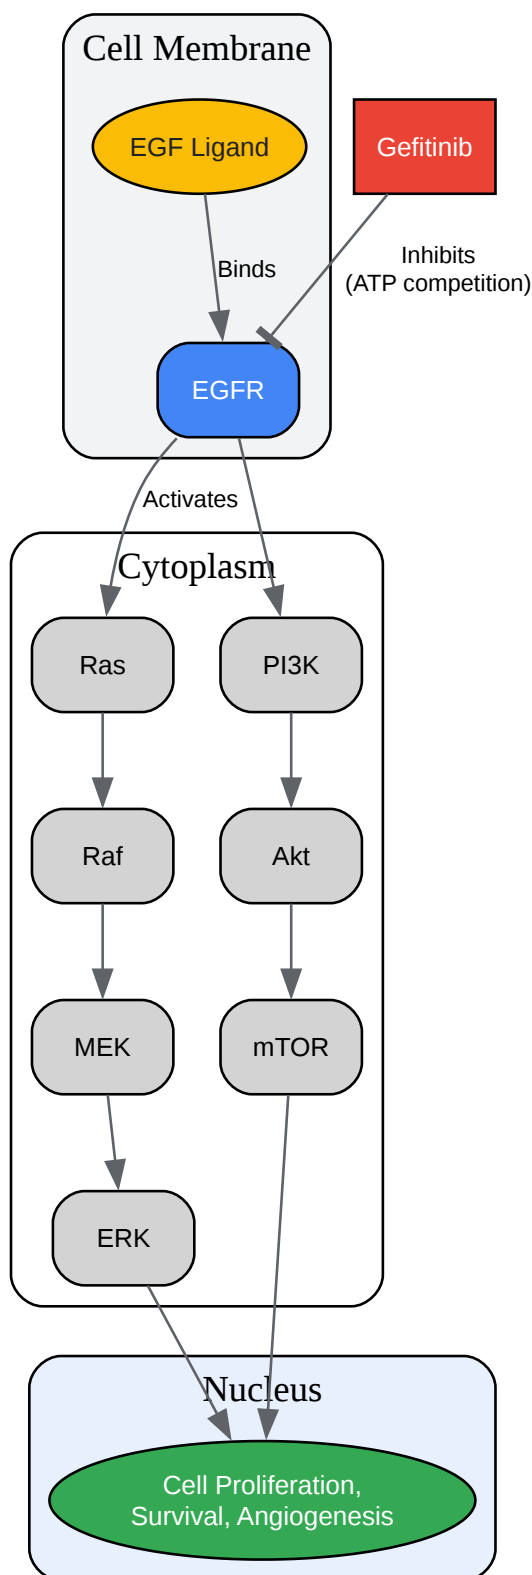 Cell Membrane
EGF Ligand
Gefitinib
Binds
Inhibits
(ATP competition)
EGFR
Activates
Cytoplasm
Ras
PI3K
Raf
Akt
MEK
mTOR
ERK
Nucleus
Cell Proliferation,
Survival, Angiogenesis